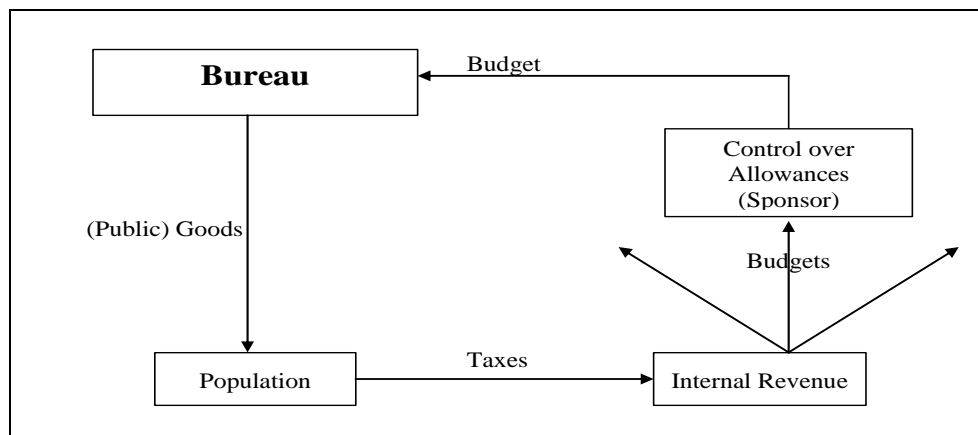 Bureau
Budget
Control over
Allowances
(Sponsor)
(Public) Goods
Budgets
Population
Taxes
Internal Revenue